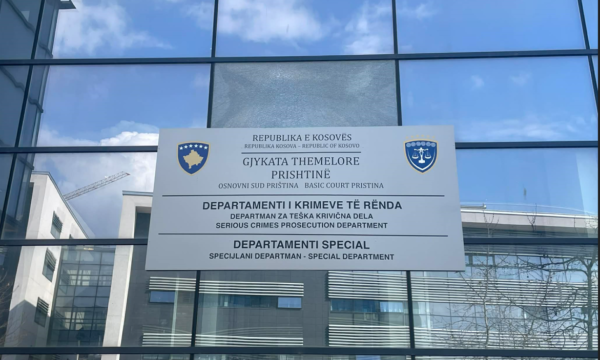 REPUBLIKA E KOSOVËS
REPUBLIKA KOSOVA - REPUBLIC OF KOSOVO
GJYKATA THEMELORE
PRISHTINË
OSNOVNI SUD PRIŠTINA BASIC COURT PRISTINA
DEPARTAMENTI I KRIMEVE TË RËNDA
DEPARTMAN ZA TEŠKA KRIVIČNA DELA
SERIOUS CRIMES PROSECUTION DEPARTMENT
DEPARTAMENTI SPECIAL
SPECIJLANI DEPARTMAN - SPECIAL DEPARTMENT